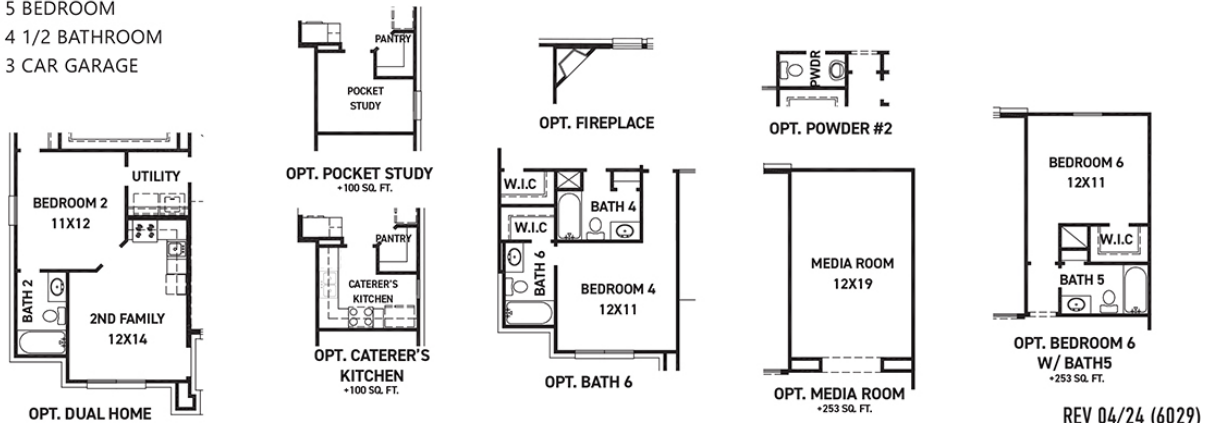 5 BEDROOM
4 1/2 BATHROOM
3 CAR GARAGE
UTILITY
BEDROOM 2
11X12
BATH 2
2ND FAMILY
12X14
OPT. DUAL HOME
PANTRY
POCKET
STUDY
OPT. POCKET STUDY
+100 SQ. FT.
PANTRY
CATERER'S
KITCHEN
OPT. CATERER'S
KITCHEN
+100 SQ. FT.
OPT. FIREPLACE
W.I.C
BATH 4
W.I.C
BATH 6
BEDROOM 4
12X11
OPT. BATH 6
PWDR
OPT. POWDER #2
MEDIA ROOM
12X19
OPT. MEDIA ROOM
+253 SQ. FT.
BEDROOM 6
12X11
W.I.C
BATH 5
OPT. BEDROOM 6
W/ BATH5
+253 SQ. FT.
REV 04/24 (6029)